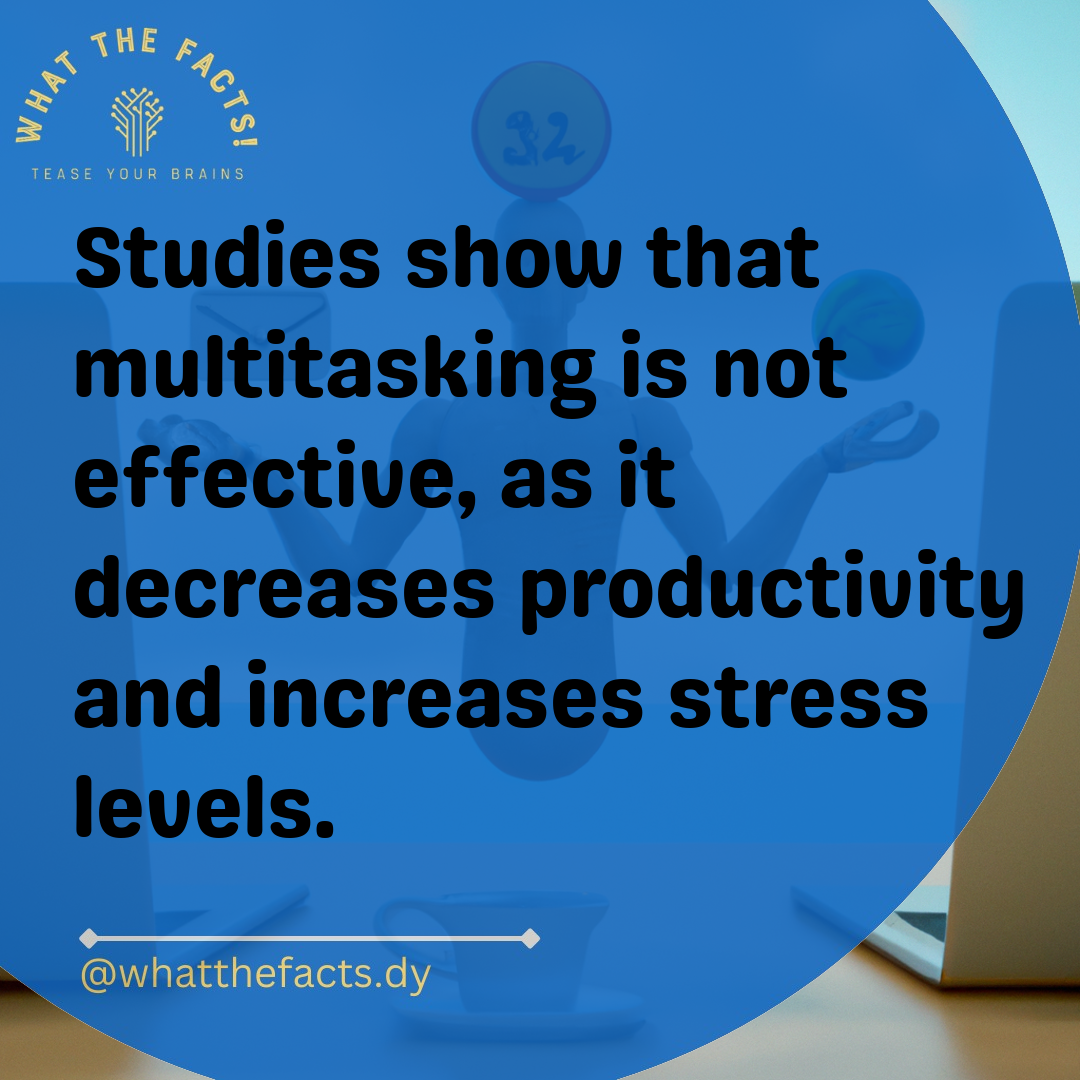 WHAT THE FACTS!
TEASE YOUR BRAINS
32
Studies show that
multitasking is not
effective, as it
decreases productivity
and increases stress
levels.
@whatthefacts.dy